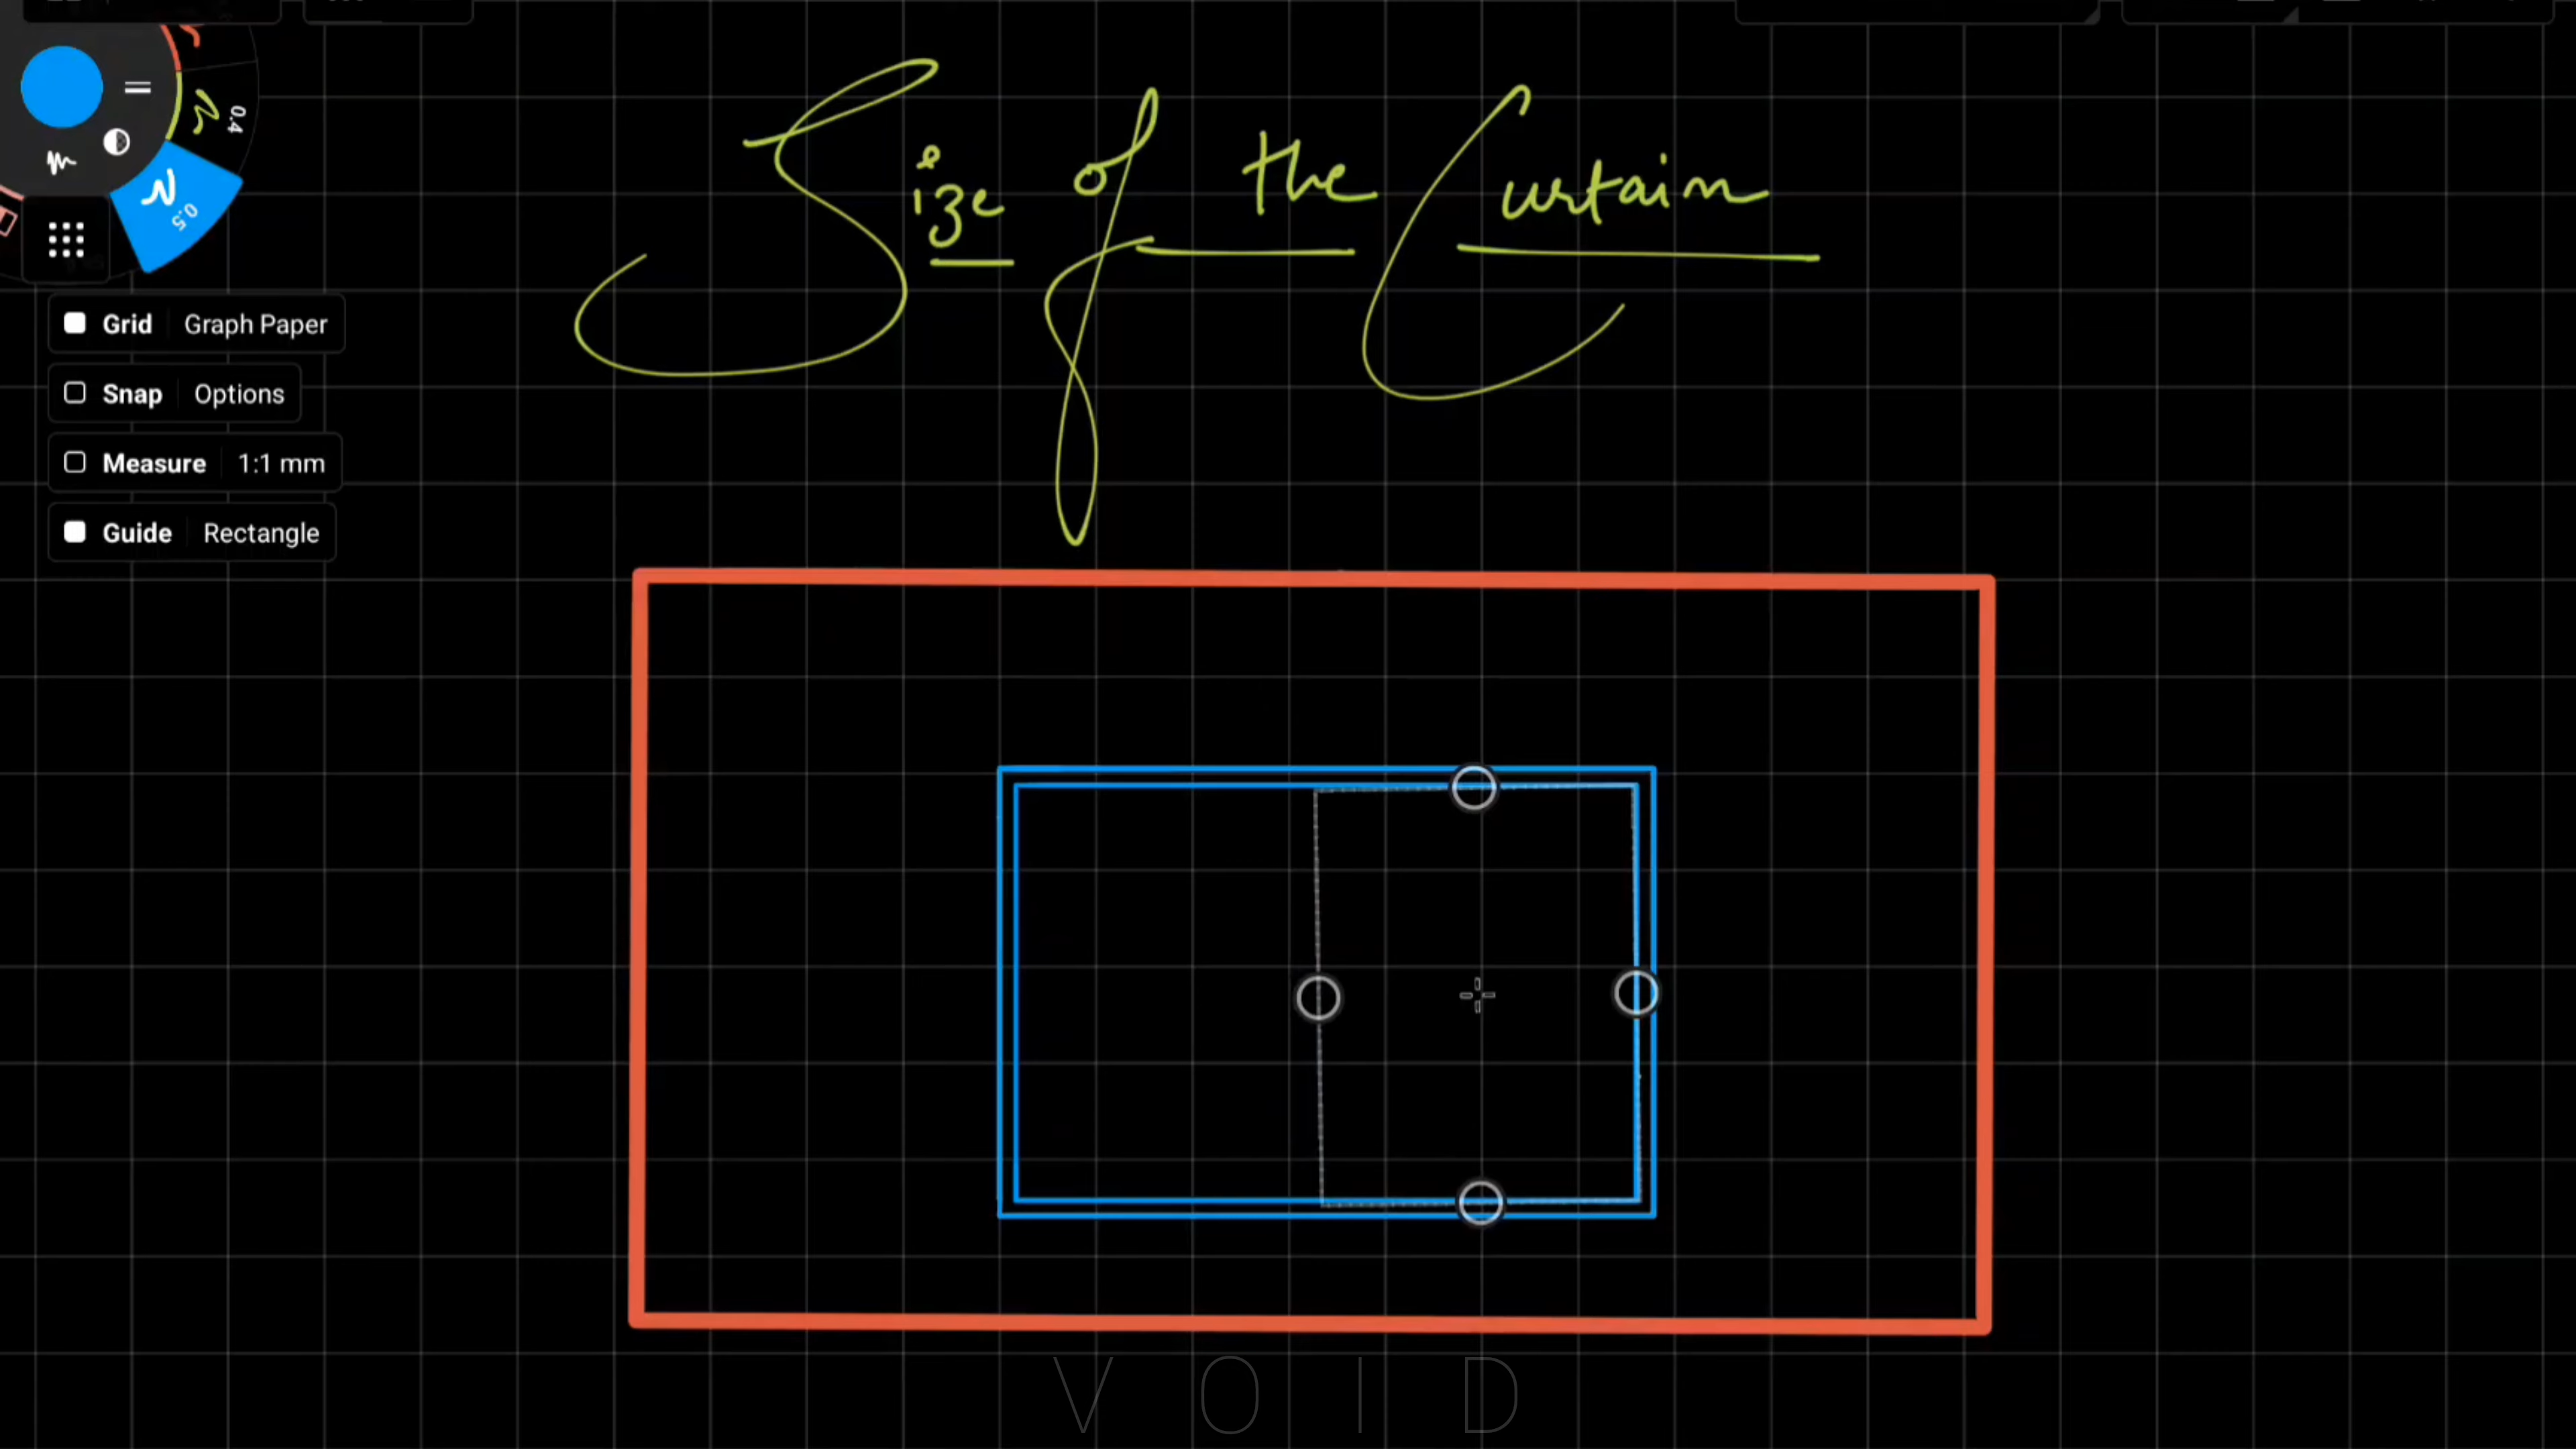 Size of the Curtain
0.4
0.5
Grid Graph Paper
Snap Options
Measure 1:1 mm
Guide Rectangle
VOID